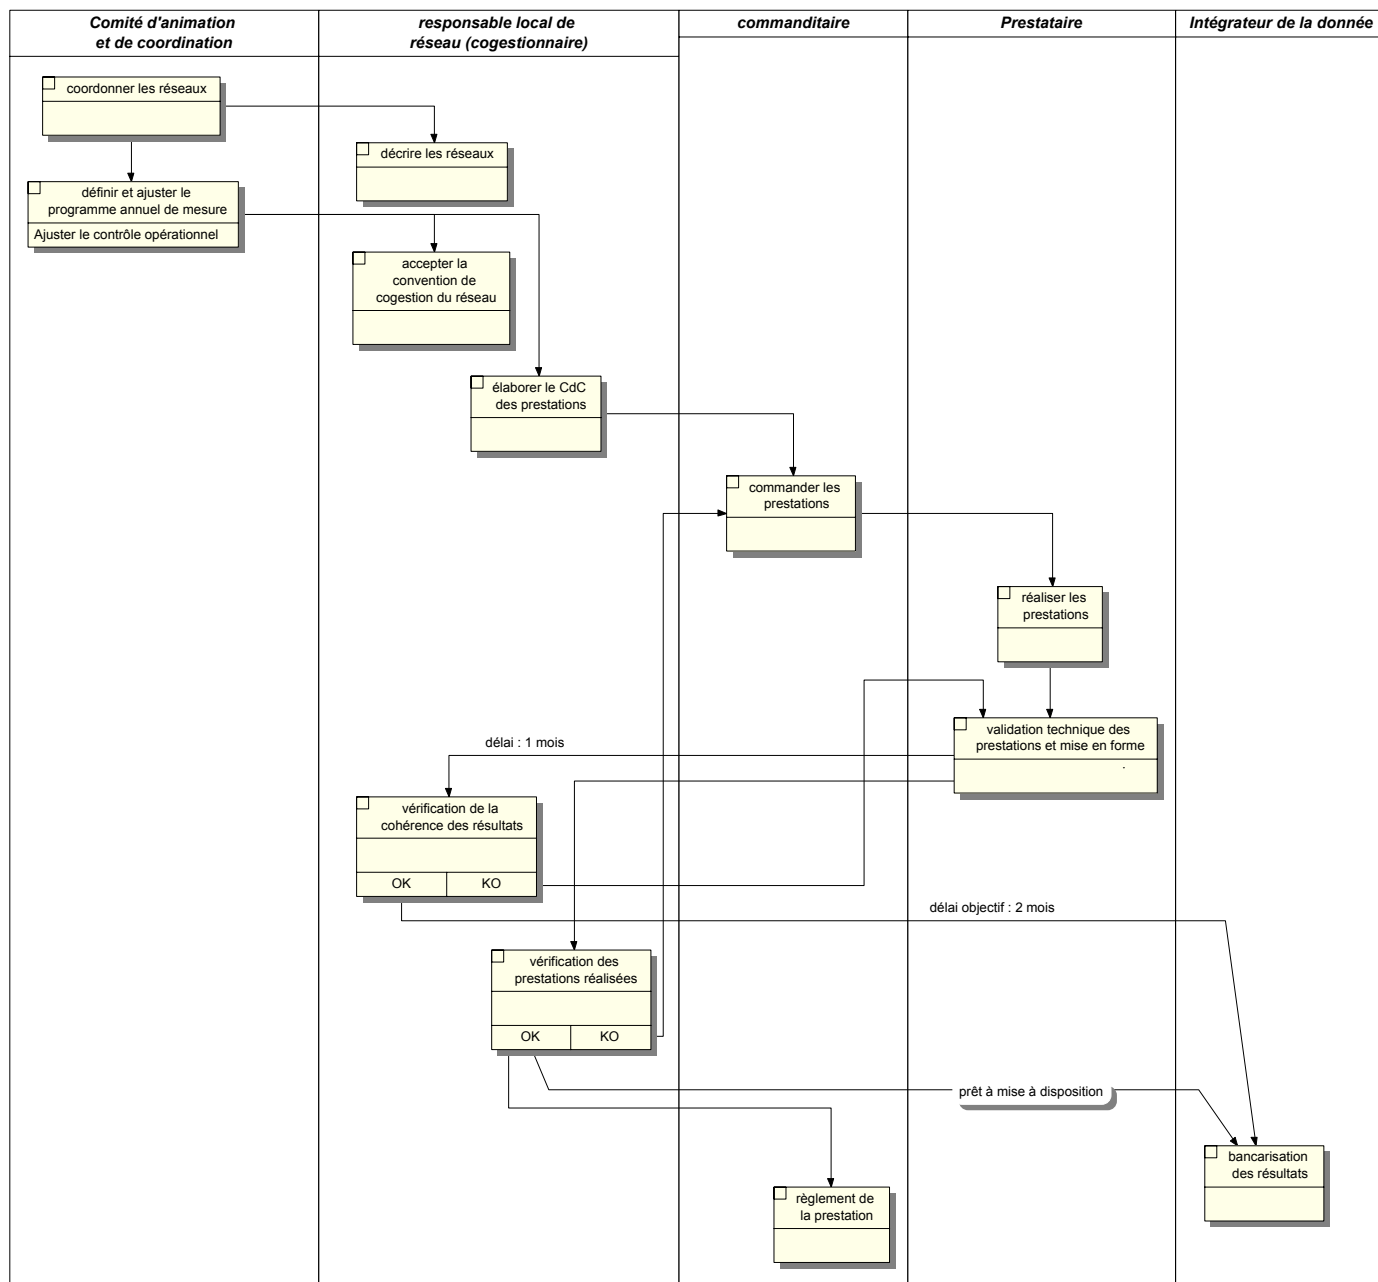 Comité d'animation
et de coordination
responsable local de
réseau (cogestionnaire)
commanditaire
Prestataire
Intégrateur de la donnée
coordonner les réseaux
décrire les réseaux
définir et ajuster le
programme annuel de mesure
Ajuster le contrôle opérationnel
accepter la
convention de
cogestion du réseau
élaborer le CdC
des prestations
commander les
prestations
réaliser les
prestations
validation technique des
prestations et mise en forme
.
délai : 1 mois
vérification de la
cohérence des résultats
OK
KO
délai objectif : 2 mois
vérification des
prestations réalisées
OK
KO
prêt à mise à disposition
bancarisation
des résultats
règlement de
la prestation